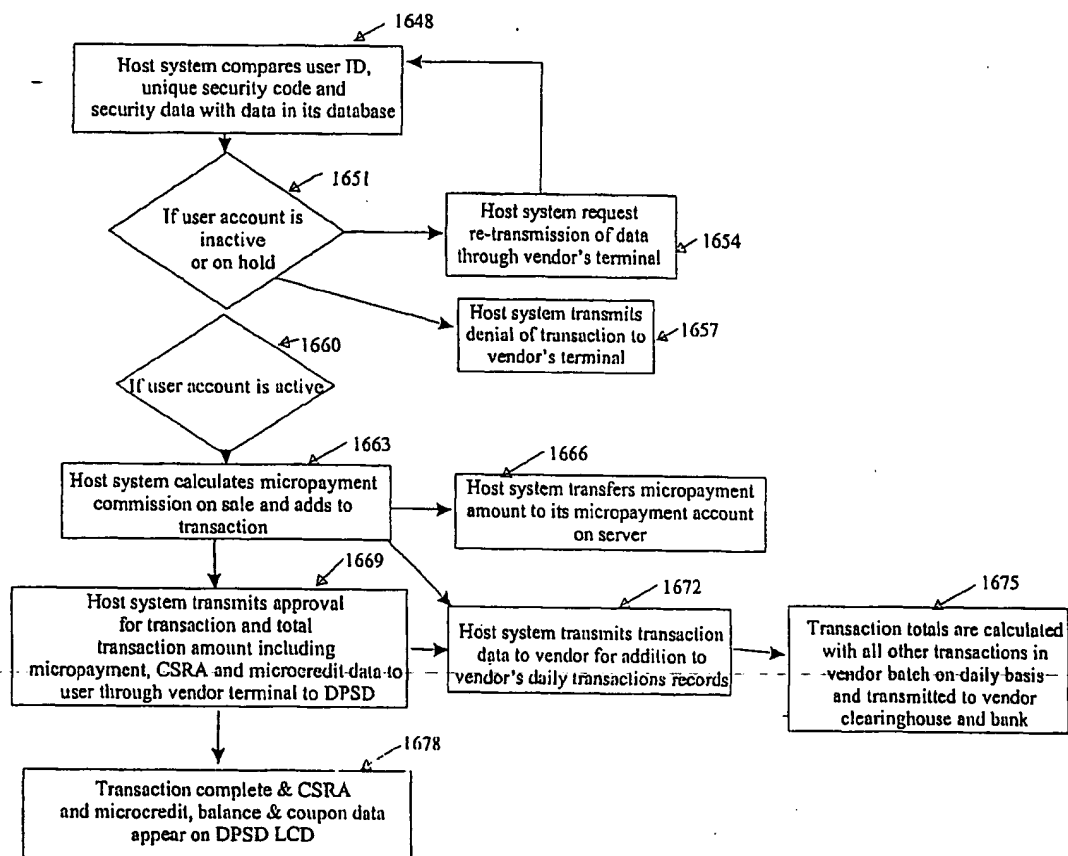 1648
Host system compares user ID,
unique security code and
security data with data in its database
1651
If user account is
inactive
or on hold
Host system request
re-transmission of data
through vendor's terminal
1654
Host system transmits
denial of transaction to
vendor's terminal
1657
1660
If user account is active
1663
Host system calculates micropayment
commission on sale and adds to
transaction
1666
Host system transfers micropayment
amount to its micropayment account
on server
1669
Host system transmits approval
for transaction and total
transaction amount including
micropayment, CSRA and microcredit data to
user through vendor terminal to DPSD
1672
Host system transmits transaction
data to vendor for addition to
vendor's daily transactions records
1675
Transaction totals are calculated
with all other transactions in
vendor batch on daily basis
and transmitted to vendor
clearinghouse and bank
1678
Transaction complete & CSRA
and microcredit, balance & coupon data
appear on DPSD LCD